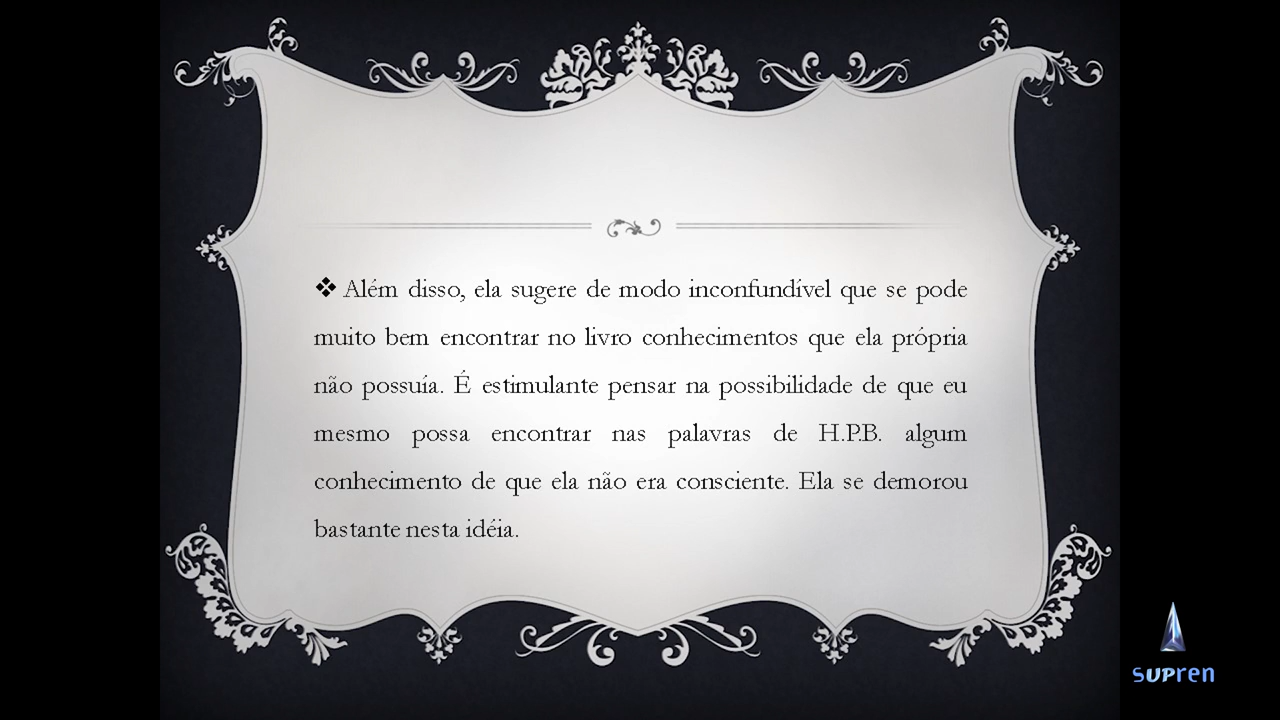 ❖ Além disso, ela sugere de modo inconfundível que se pode
muito bem encontrar no livro conhecimentos que ela própria
não possuía. É estimulante pensar na possibilidade de que eu
mesmo possa encontrar nas palavras de H.P.B. algum
conhecimento de que ela não era consciente. Ela se demorou
bastante nesta idéia.
supren